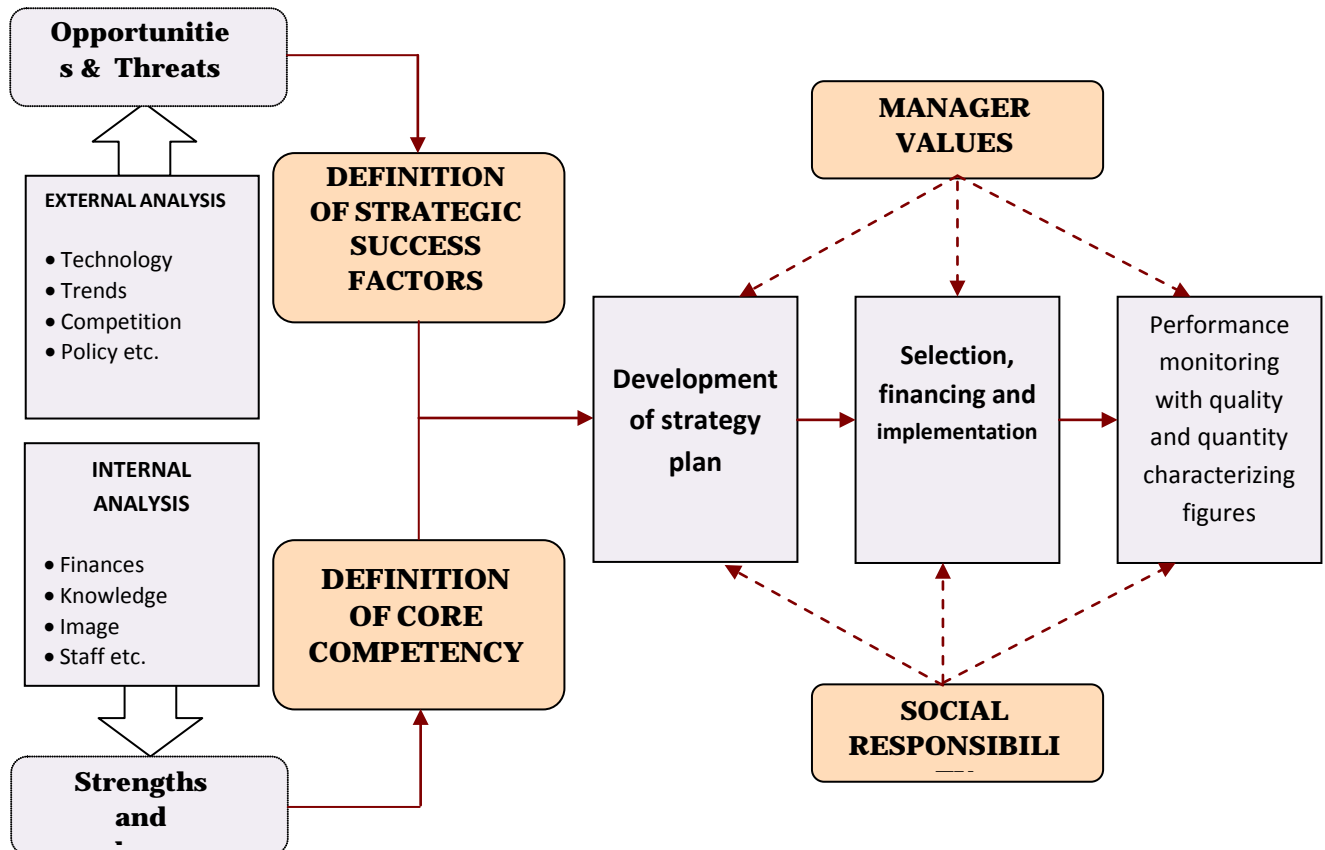 Opportunitie
s & Threats
EXTERNAL ANALYSIS
• Technology
• Trends
• Competition
• Policy etc.
INTERNAL
ANALYSIS
• Finances
• Knowledge
• Image
• Staff etc.
Strengths
and
DEFINITION
OF STRATEGIC
SUCCESS
FACTORS
DEFINITION
OF CORE
COMPETENCY
MANAGER
VALUES
Development
of strategy
plan
Selection,
financing and
implementation
Performance
monitoring
with quality
and quantity
characterizing
figures
SOCIAL
RESPONSIBILI